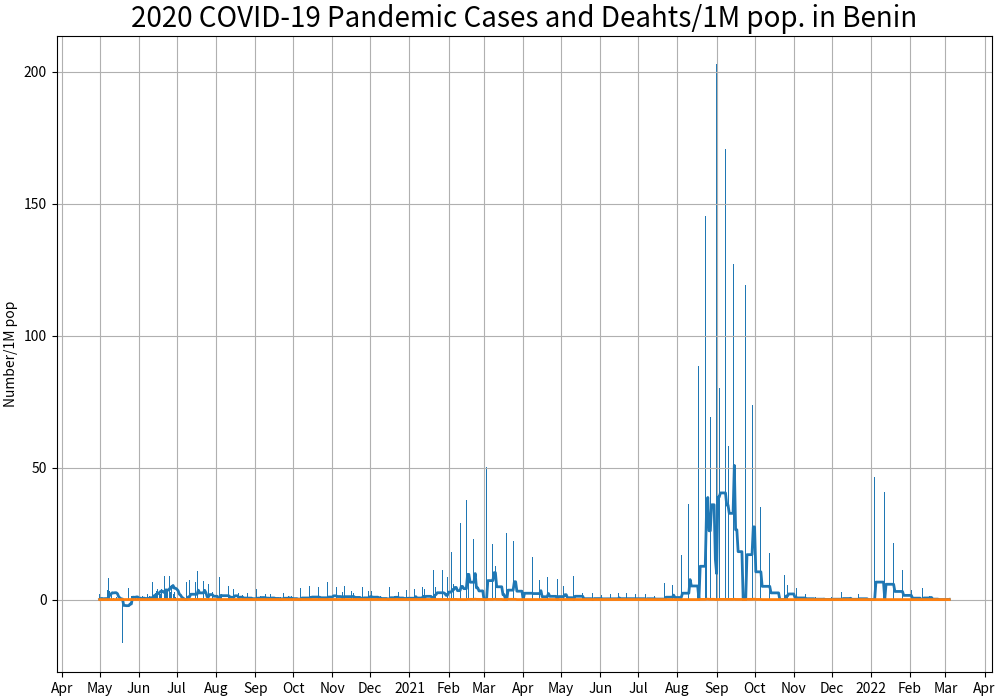 2020 COVID-19 Pandemic Cases and Deahts/1M pop. in Benin
Number/1M pop
200
150
100
50
0
Apr May Jun Jul Aug Sep Oct Nov Dec 2021 Feb Mar Apr May Jun Jul Aug Sep Oct Nov Dec 2022 Feb Mar Apr